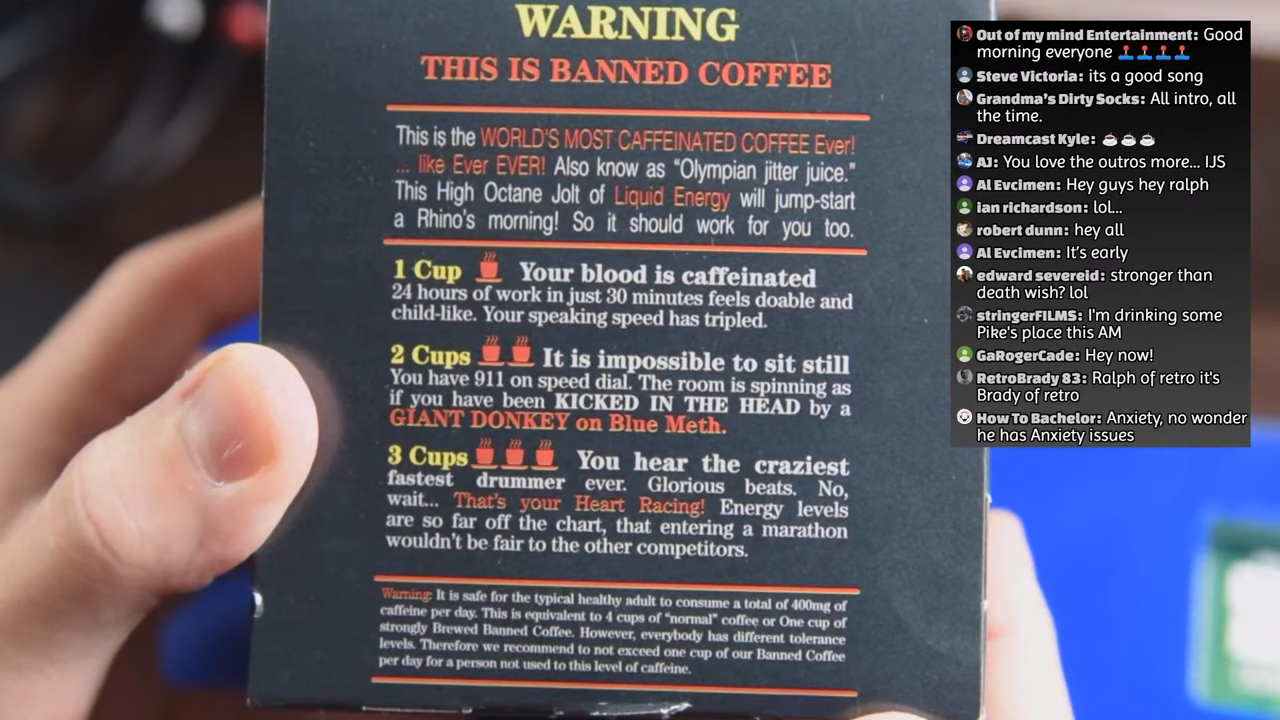 WARNING
THIS IS BANNED COFFEE
This is the WORLD'S MOST CAFFEINATED COFFEE Ever!
... like Ever EVER! Also know as “Olympian jitter juice.”
This High Octane Jolt of Liquid Energy will jump-start
a Rhino's morning! So it should work for you too.
1 Cup Your blood is caffeinated
24 hours of work in just 30 minutes feels doable and
child-like. Your speaking speed has tripled.
2 Cups It is impossible to sit still
You have 911 on speed dial. The room is spinning as
if you have been KICKED IN THE HEAD by a
GIANT DONKEY on Blue Meth.
3 Cups You hear the craziest
fastest drummer ever. Glorious beats. No,
wait... That's your Heart Racing! Energy levels
are so far off the chart, that entering a marathon
wouldn't be fair to the other competitors.
Warning: It is safe for the typical healthy adult to consume a total of 400mg of
caffeine per day. This is equivalent to 4 cups of "normal" coffee or One cup of
strongly Brewed Banned Coffee. However, everybody has different tolerance
levels. Therefore we recommend to not exceed one cup of our Banned Coffee
per day for a person not used to this level of caffeine.
Out of my mind Entertainment: Good
morning everyone 🕹️🕹️🕹️🕹️
Steve Victoria: its a good song
Grandma's Dirty Socks: All intro, all
the time.
Dreamcast Kyle: ☕☕☕
AJ: You love the outros more... IJS
Al Evcimen: Hey guys hey ralph
ian richardson: lol...
robert dunn: hey all
Al Evcimen: It's early
edward severeid: stronger than
death wish? lol
stringerFILMS: I'm drinking some
Pike's place this AM
GaRogerCade: Hey now!
RetroBrady 83: Ralph of retro it's
Brady of retro
How To Bachelor: Anxiety, no wonder
he has Anxiety issues